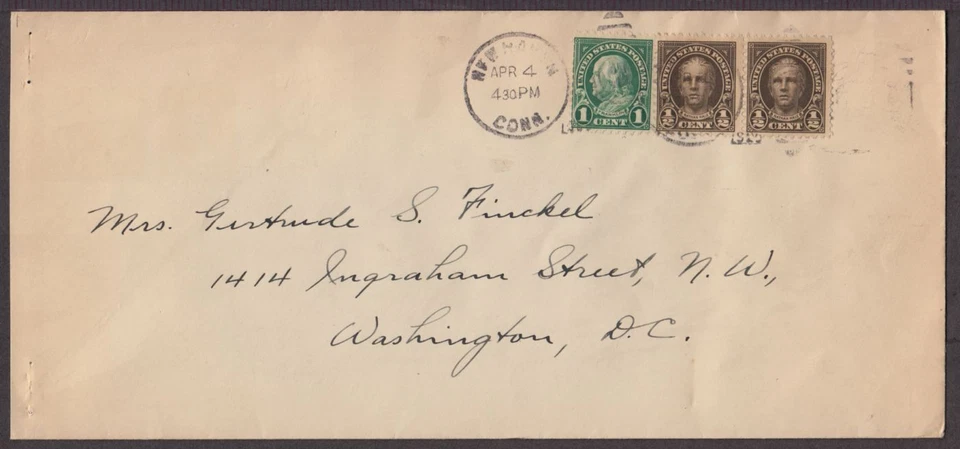 NEW HAVEN
APR 4
430PM
CONN.
UNITED STATES POSTAGE
1 CENT 1
UNITED STATES POSTAGE
1/2 CENT 1/2
UNITED STATES POSTAGE
1/2 CENT 1/2
Mrs. Gertrude S. Finckel
1414 Ingraham Street, N. W.,
Washington, D.C.